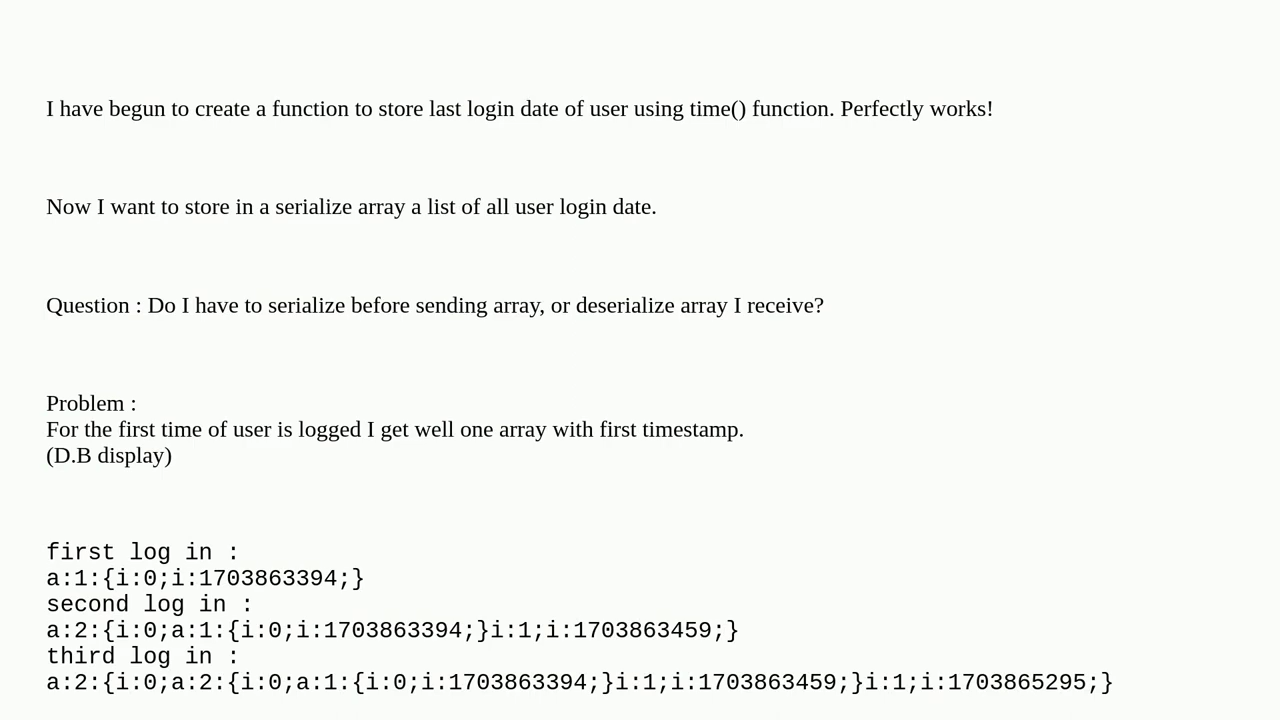 I have begun to create a function to store last login date of user using time() function. Perfectly works!
Now I want to store in a serialize array a list of all user login date.
Question : Do I have to serialize before sending array, or deserialize array I receive?
Problem :
For the first time of user is logged I get well one array with first timestamp.
(D.B display)
first log in :
a:1:{i:0;i:1703863394;}
second log in :
a:2:{i:0;a:1:{i:0;i:1703863394;}i:1;i:1703863459;}
third log in :
a:2:{i:0;a:2:{i:0;a:1:{i:0;i:1703863394;}i:1;i:1703863459;}i:1;i:1703865295;}